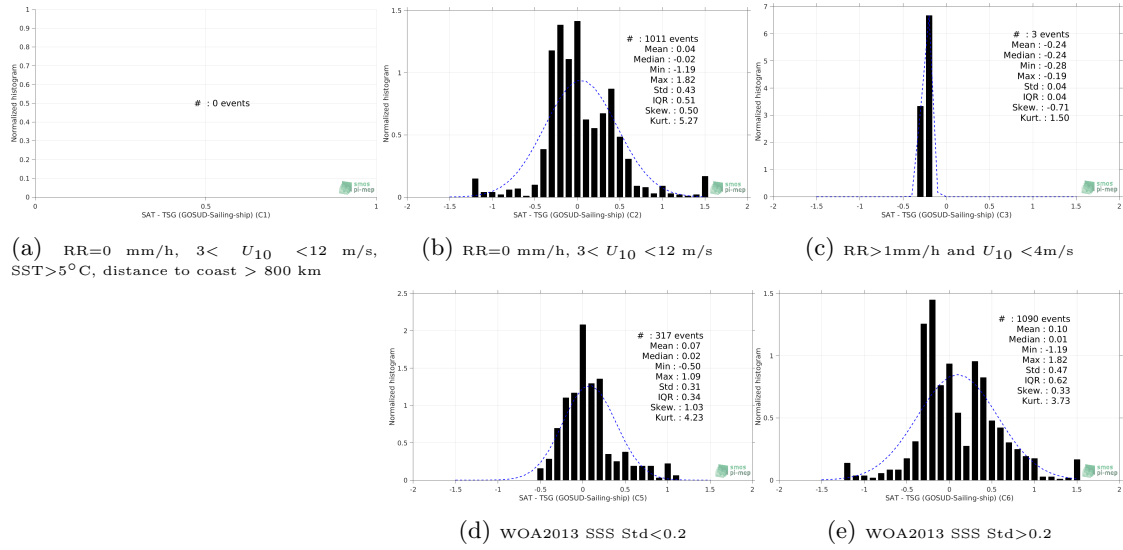 1
0.9
0.8
0.7
0.6
0.5
0.4
0.3
0.2
0.1
0
Normalized histogram
# : 0 events
smos
pi-mep
0 0.5 1
SAT - TSG (GOSUD-Sailing-ship) (C1)
(a) RR=0 mm/h, 3< U10 <12 m/s,
SST>5°C, distance to coast > 800 km
1.5
1
0.5
0
Normalized histogram
# : 1011 events
Mean : 0.04
Median : -0.02
Min : -1.19
Max : 1.82
Std : 0.43
IQR : 0.51
Skew. : 0.50
Kurt. : 5.27
smos
pi-mep
-2 -1.5 -1 -0.5 0 0.5 1 1.5 2
SAT - TSG (GOSUD-Sailing-ship) (C2)
(b) RR=0 mm/h, 3< U10 <12 m/s
7
6
5
4
3
2
1
0
Normalized histogram
# : 3 events
Mean : -0.24
Median : -0.24
Min : -0.28
Max : -0.19
Std : 0.04
IQR : 0.04
Skew. : -0.71
Kurt. : 1.50
smos
pi-mep
-2 -1.5 -1 -0.5 0 0.5 1 1.5 2
SAT - TSG (GOSUD-Sailing-ship) (C3)
(c) RR>1mm/h and U10 <4m/s
2.5
2
1.5
1
0.5
0
Normalized histogram
# : 317 events
Mean : 0.07
Median : 0.02
Min : -0.50
Max : 1.09
Std : 0.31
IQR : 0.34
Skew. : 1.03
Kurt. : 4.23
smos
pi-mep
-2 -1.5 -1 -0.5 0 0.5 1 1.5 2
SAT - TSG (GOSUD-Sailing-ship) (C5)
(d) WOA2013 SSS Std<0.2
1.5
1
0.5
0
Normalized histogram
# : 1090 events
Mean : 0.10
Median : 0.01
Min : -1.19
Max : 1.82
Std : 0.47
IQR : 0.62
Skew. : 0.33
Kurt. : 3.73
smos
pi-mep
-2 -1.5 -1 -0.5 0 0.5 1 1.5 2
SAT - TSG (GOSUD-Sailing-ship) (C6)
(e) WOA2013 SSS Std>0.2